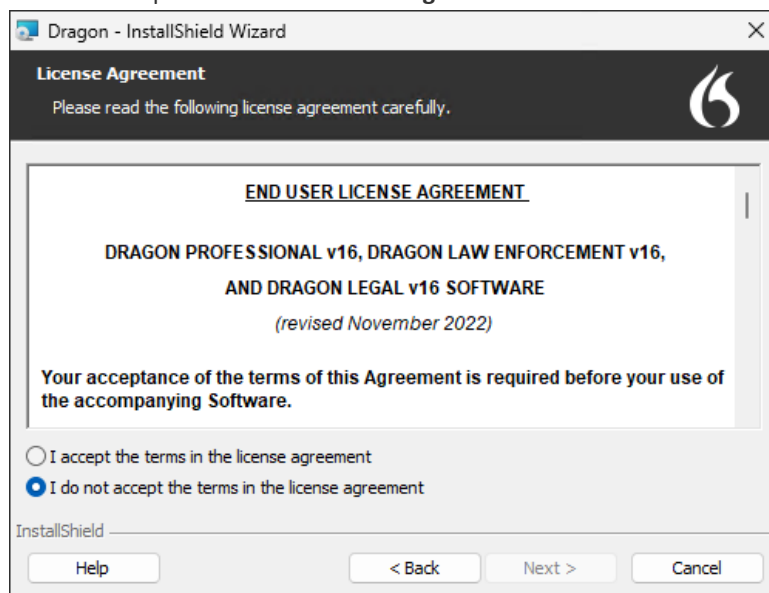 Dragon - InstallShield Wizard
License Agreement
Please read the following license agreement carefully.
END USER LICENSE AGREEMENT
DRAGON PROFESSIONAL v16, DRAGON LAW ENFORCEMENT v16,
AND DRAGON LEGAL v16 SOFTWARE
(revised November 2022)
Your acceptance of the terms of this Agreement is required before your use of
the accompanying Software.
I accept the terms in the license agreement
I do not accept the terms in the license agreement
InstallShield
Help
< Back
Next >
Cancel